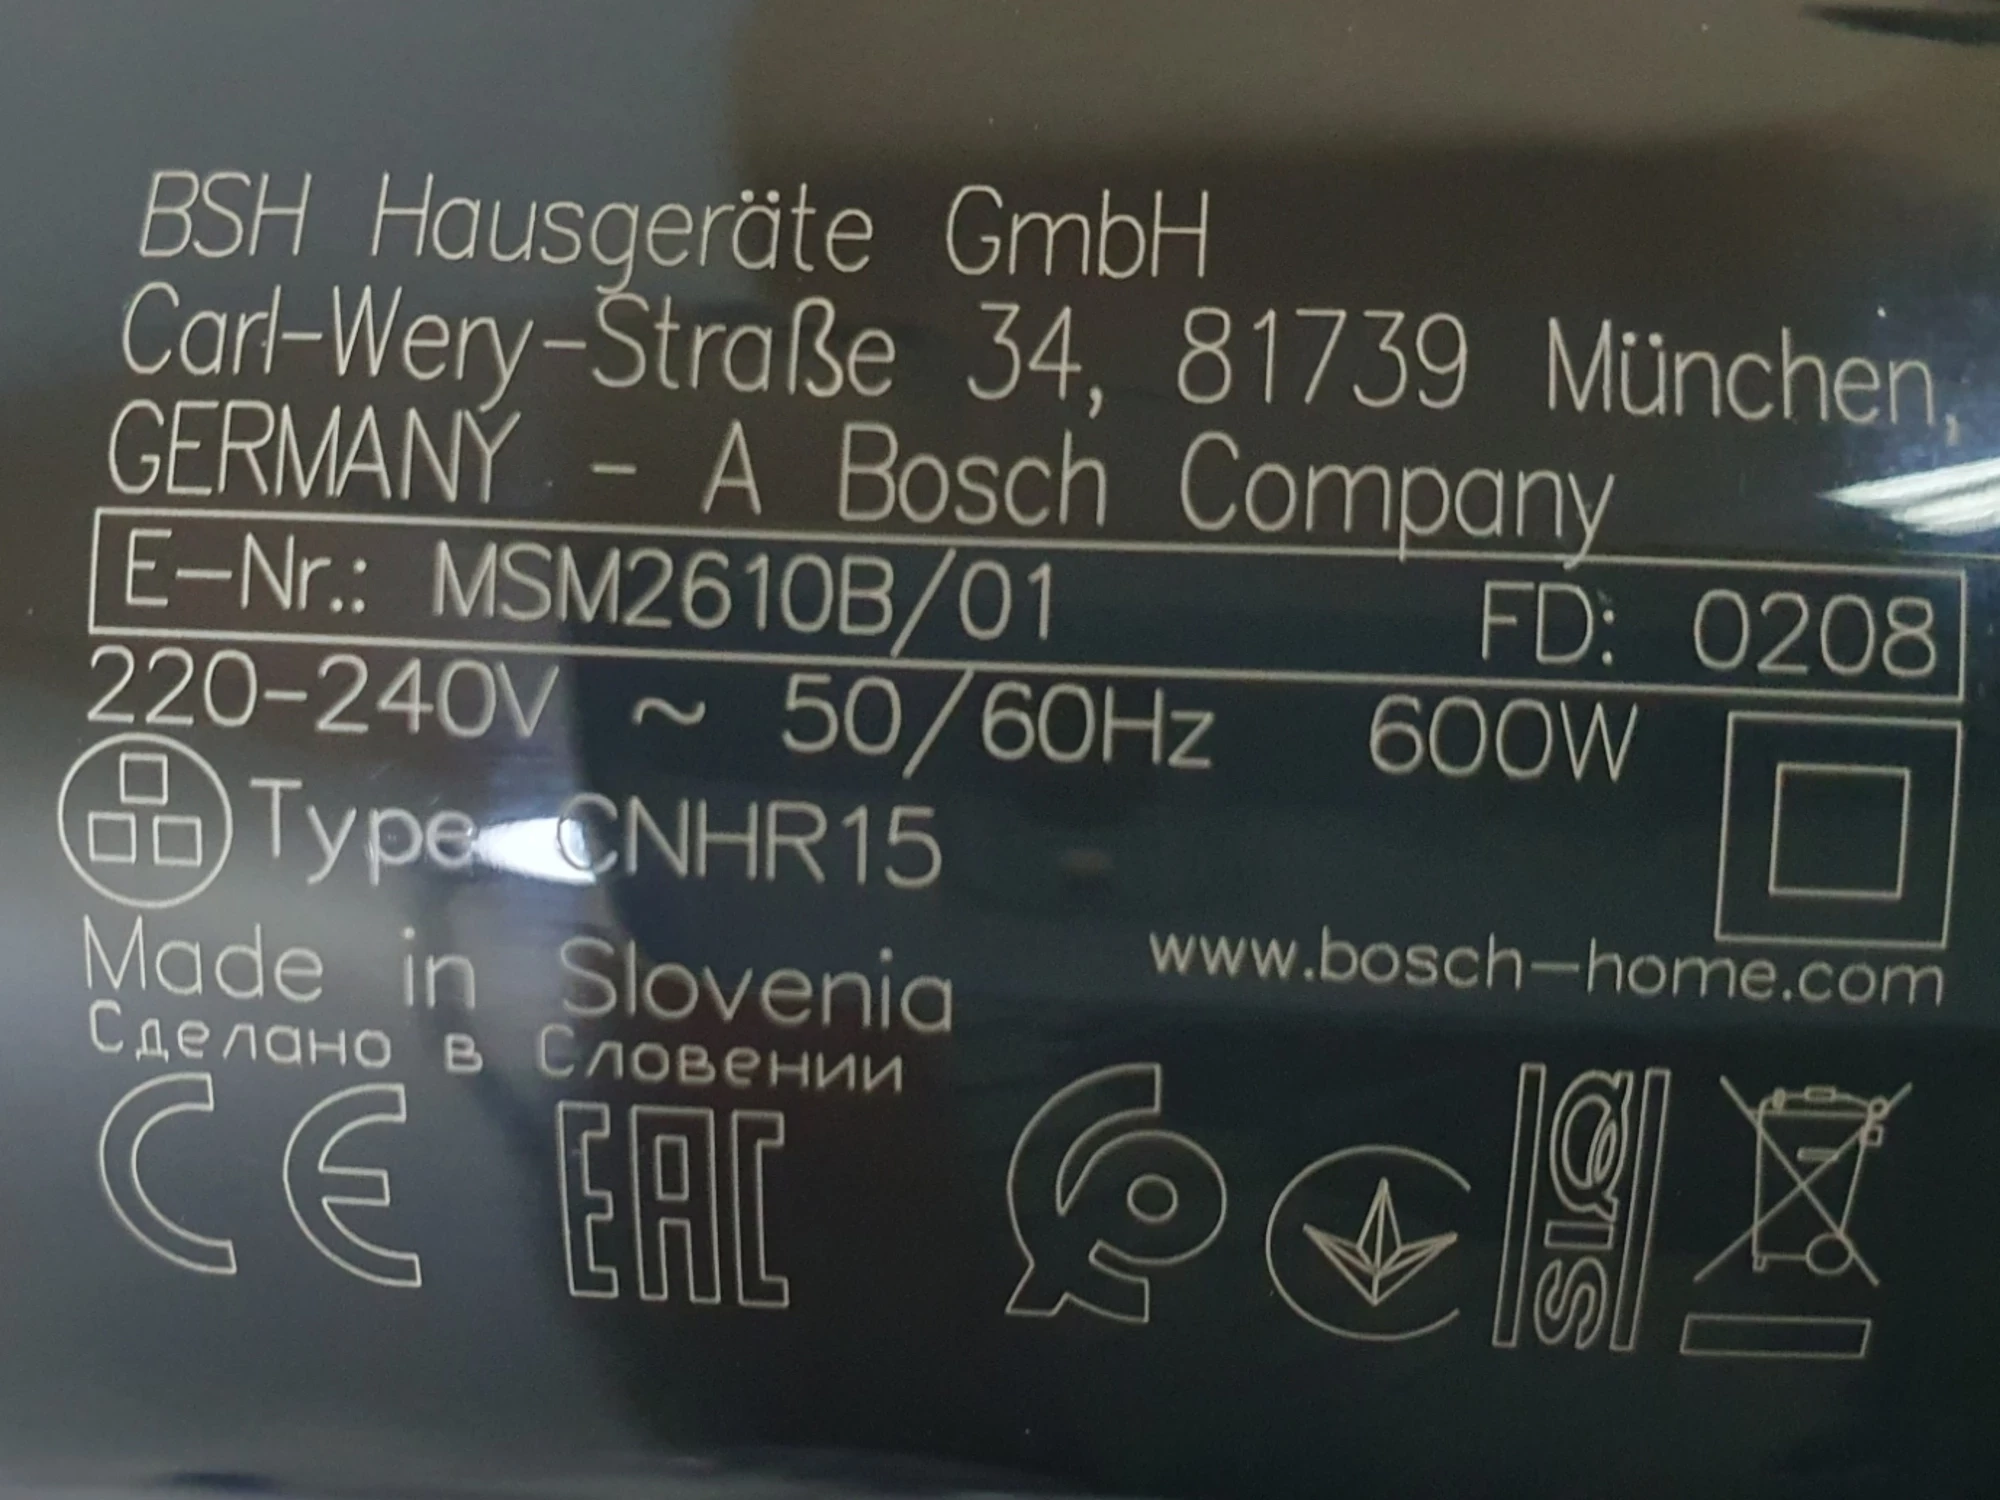 BSH Hausgeräte GmbH
Carl-Wery-Straße 34, 81739 München,
GERMANY - A Bosch Company
E-Nr.: MSM2610B/01 FD: 0208
220-240V ~ 50/60Hz 600W
Type CNHR15
Made in Slovenia
www.bosch-home.com
Сделано в Словении
CE EAC SIQ